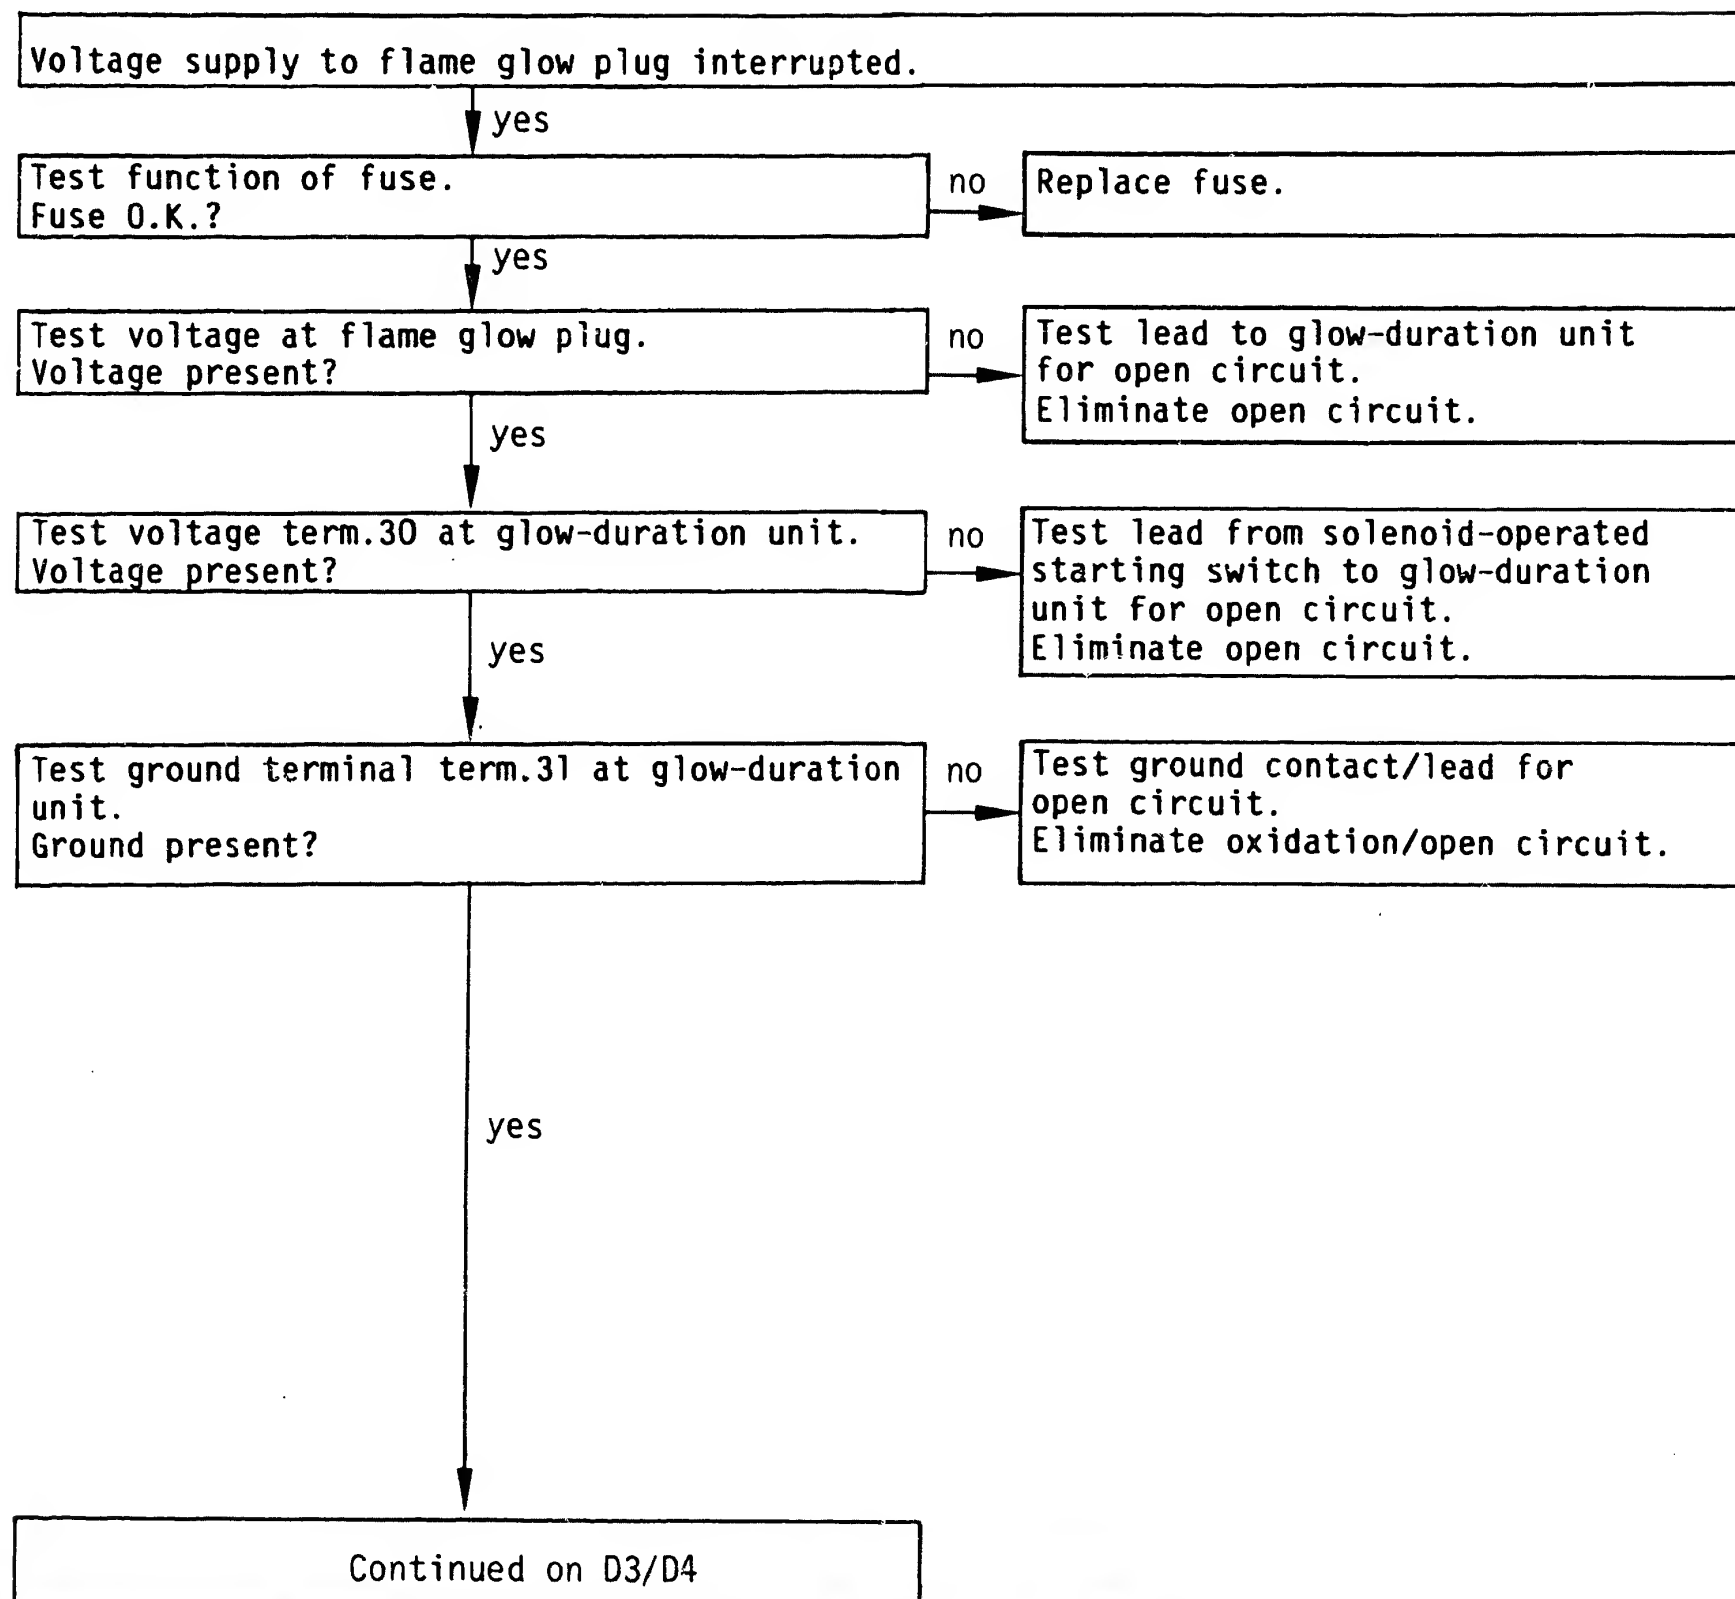 Voltage supply to flame glow plug interrupted.
yes
Test function of fuse.
Fuse O.K.?
no
Replace fuse.
yes
Test voltage at flame glow plug.
Voltage present?
no
Test lead to glow-duration unit
for open circuit.
Eliminate open circuit.
yes
Test voltage term.30 at glow-duration unit.
Voltage present?
no
Test lead from solenoid-operated
starting switch to glow-duration
unit for open circuit.
Eliminate open circuit.
yes
Test ground terminal term.31 at glow-duration
unit.
Ground present?
no
Test ground contact/lead for
open circuit.
Eliminate oxidation/open circuit.
yes
Continued on D3/D4